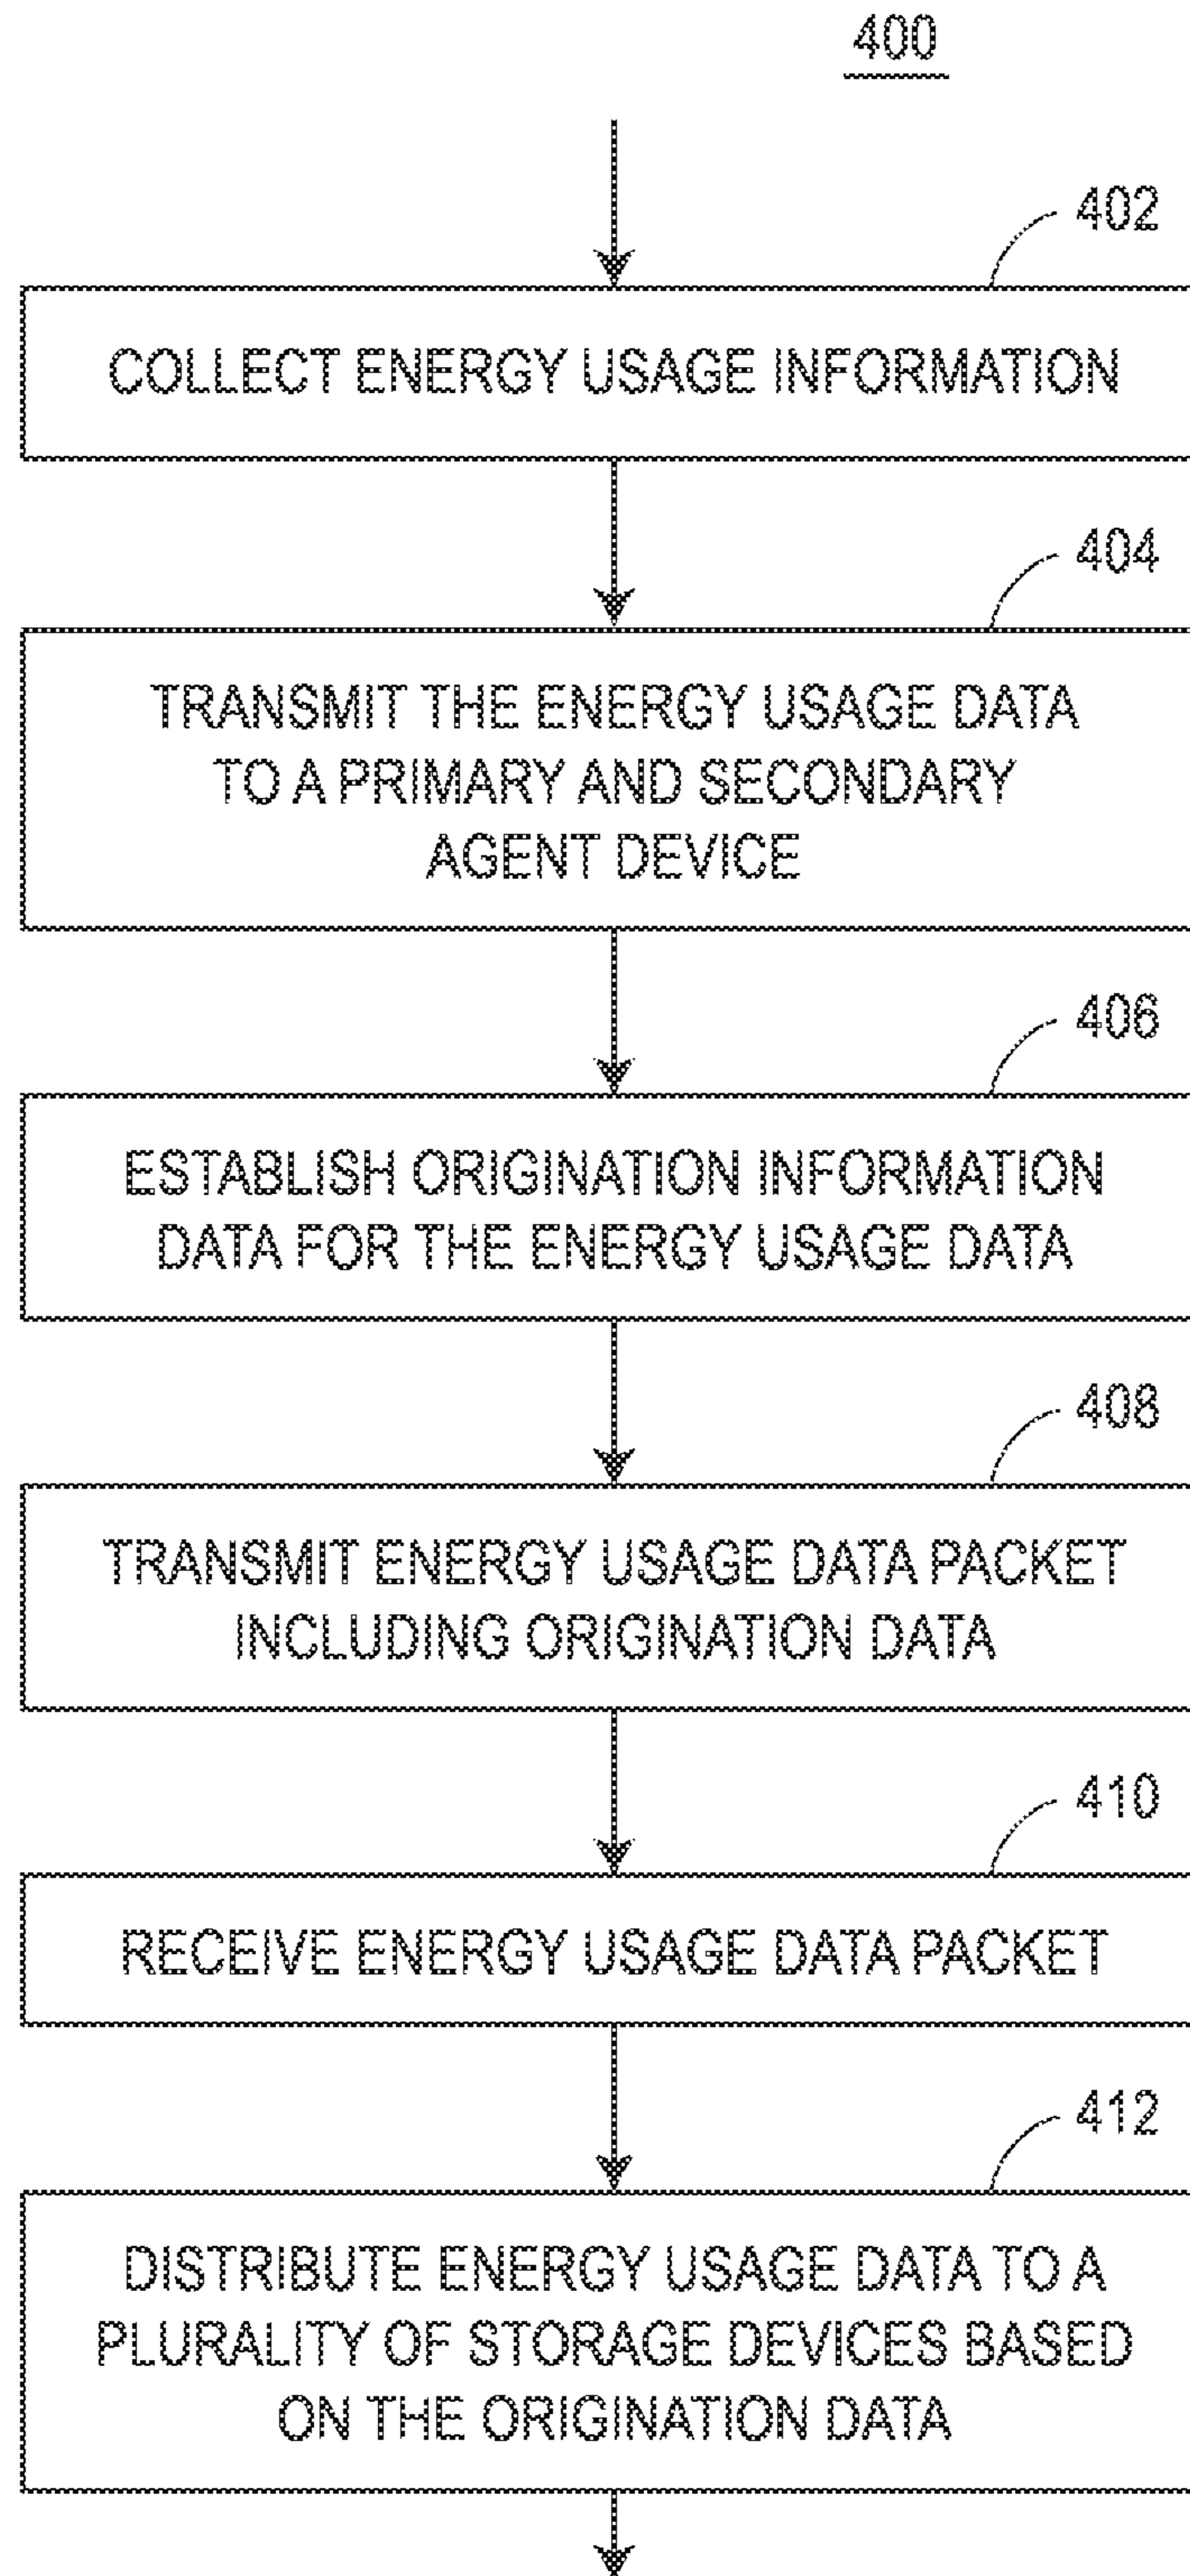 400
402
COLLECT ENERGY USAGE INFORMATION
404
TRANSMIT THE ENERGY USAGE DATA
TO A PRIMARY AND SECONDARY
AGENT DEVICE
406
ESTABLISH ORIGINATION INFORMATION
DATA FOR THE ENERGY USAGE DATA
408
TRANSMIT ENERGY USAGE DATA PACKET
INCLUDING ORIGINATION DATA
410
RECEIVE ENERGY USAGE DATA PACKET
412
DISTRIBUTE ENERGY USAGE DATA TO A
PLURALITY OF STORAGE DEVICES BASED
ON THE ORIGINATION DATA